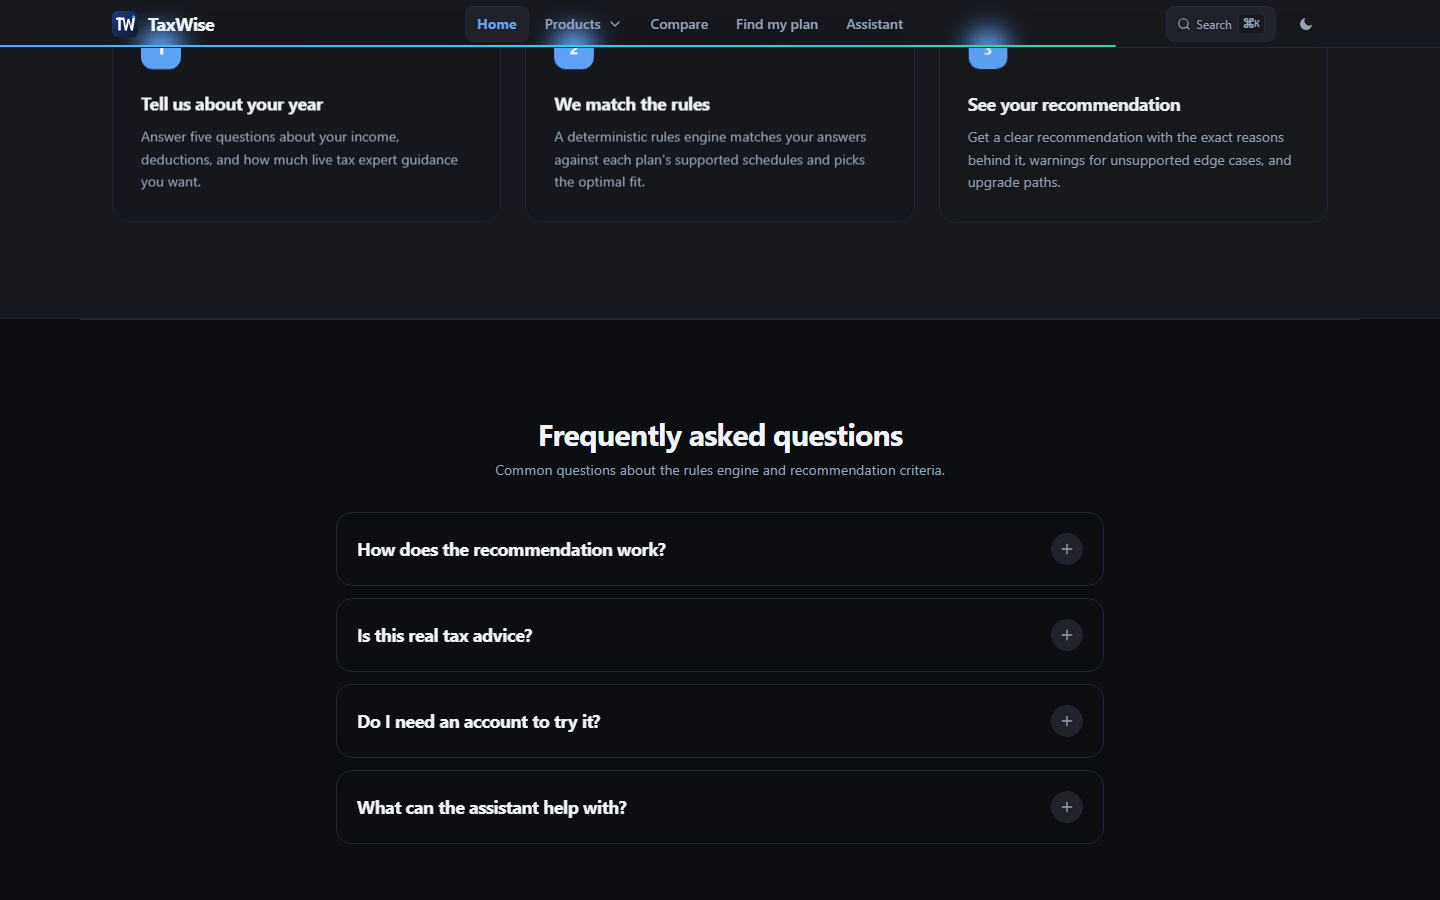 TW TaxWise Home Products Compare Find my plan Assistant Search ⌘K
1 2 3
Tell us about your year
Answer five questions about your income,
deductions, and how much live tax expert guidance
you want.
We match the rules
A deterministic rules engine matches your answers
against each plan's supported schedules and picks
the optimal fit.
See your recommendation
Get a clear recommendation with the exact reasons
behind it, warnings for unsupported edge cases, and
upgrade paths.
Frequently asked questions
Common questions about the rules engine and recommendation criteria.
How does the recommendation work?
Is this real tax advice?
Do I need an account to try it?
What can the assistant help with?